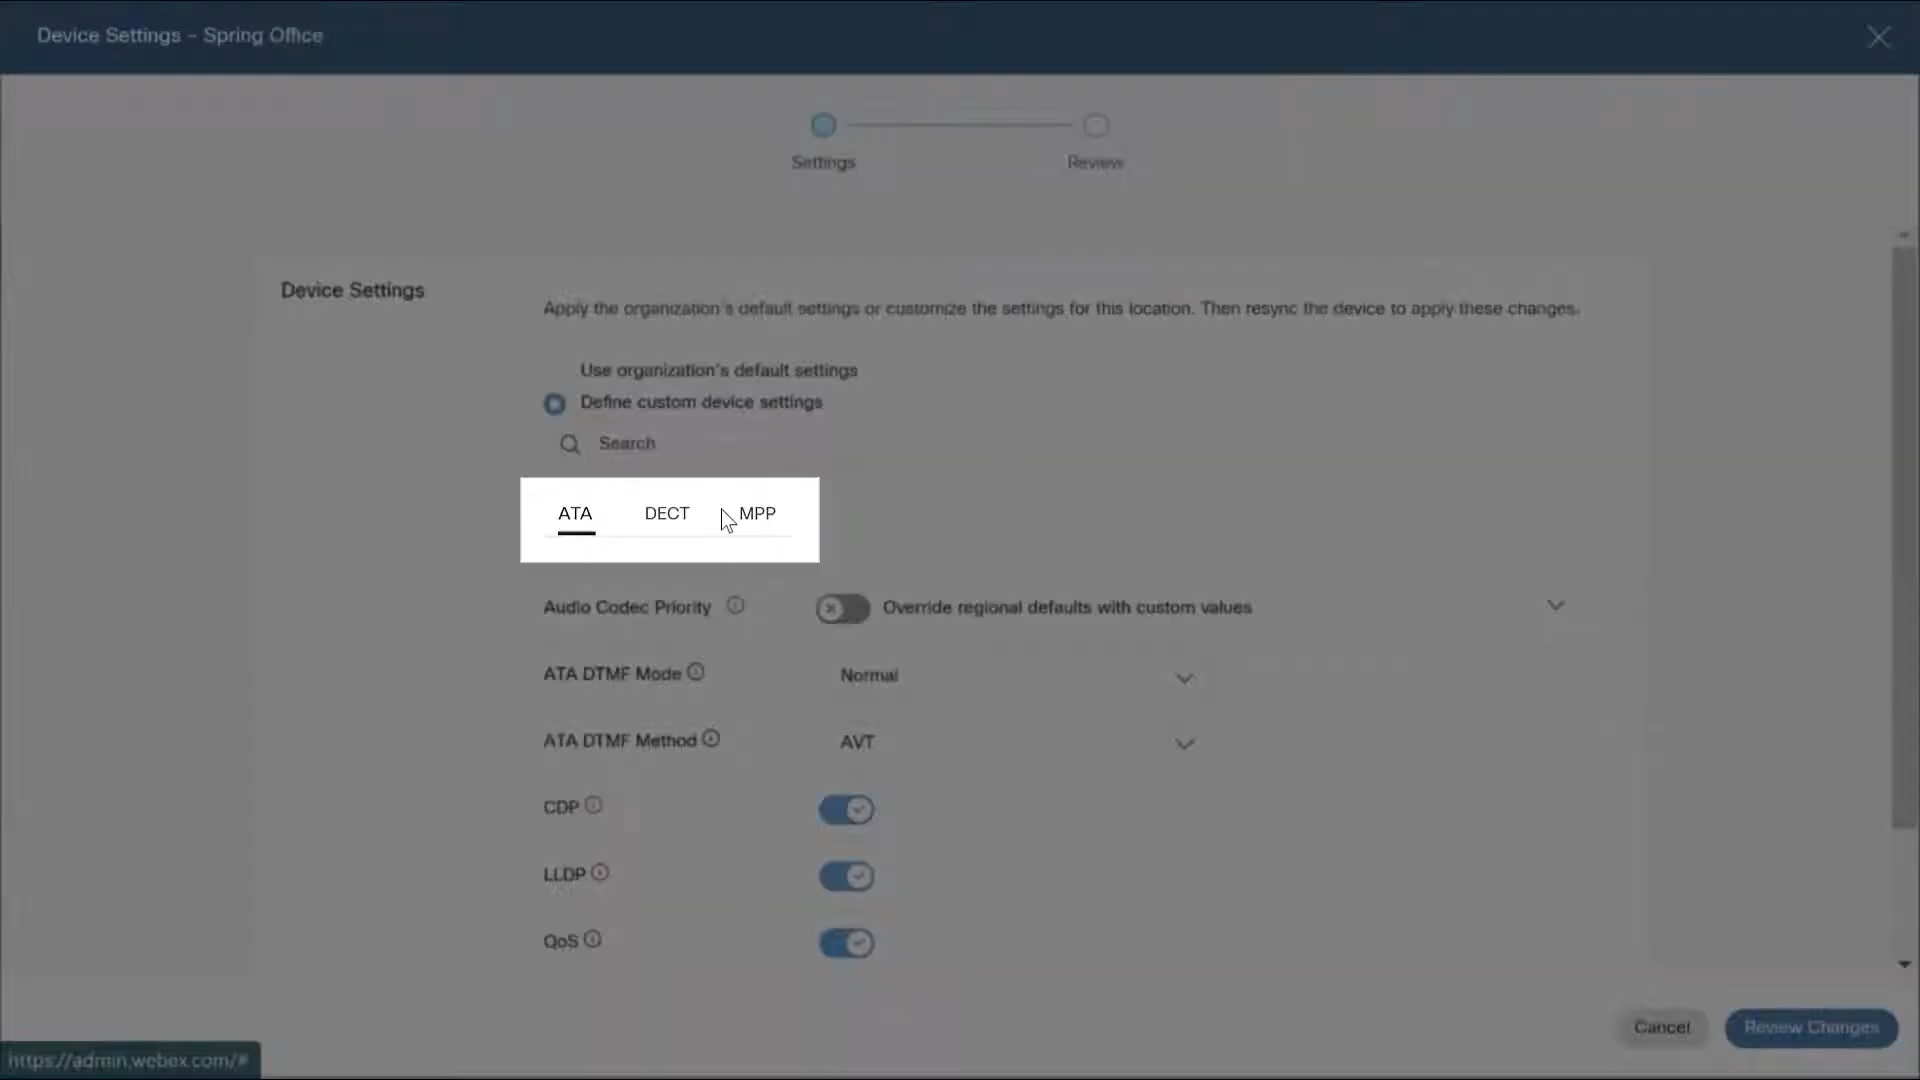 Device Settings – Spring Office
Settings
Review
Device Settings
Apply the organization's default settings or customize the settings for this location. Then resync the device to apply these changes.
Use organization's default settings
Define custom device settings
Search
ATA DECT MPP
Audio Codec Priority Override regional defaults with custom values
ATA DTMF Mode Normal
ATA DTMF Method AVT
CDP
LLDP
QoS
Cancel Review Changes
https://admin.webex.com/#